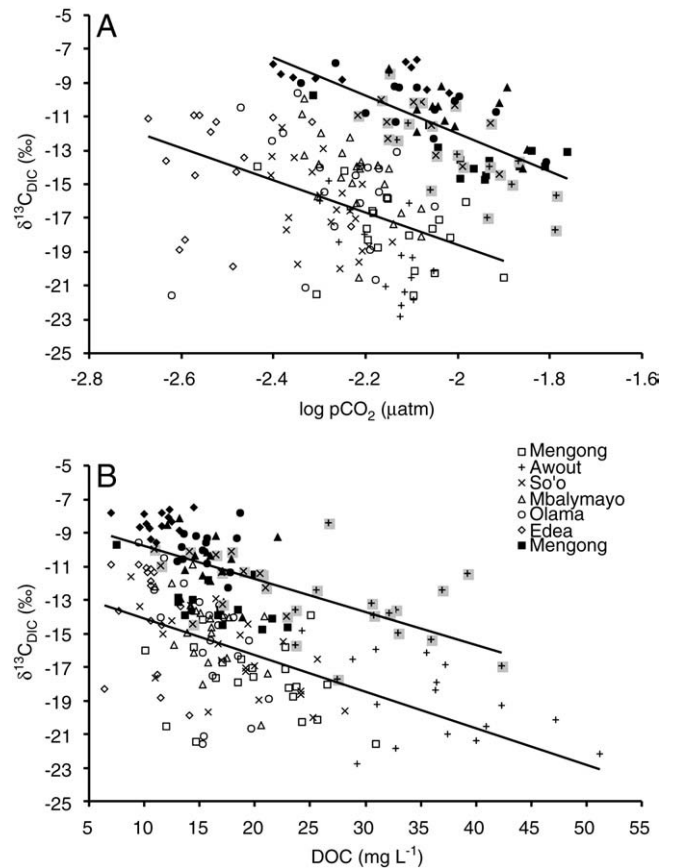 A
-5
-7
-9
-11
-13
-15
-17
-19
-21
-23
-25
δ¹³C_DIC (‰)
-2.8 -2.6 -2.4 -2.2 -2 -1.8 -1.6
log pCO₂ (µatm)
B
-5
-7
-9
-11
-13
-15
-17
-19
-21
-23
-25
δ¹³C_DIC (‰)
Mengong
Awout
So'o
Mbalymayo
Olama
Edea
Mengong
5 10 15 20 25 30 35 40 45 50 55
DOC (mg L⁻¹)